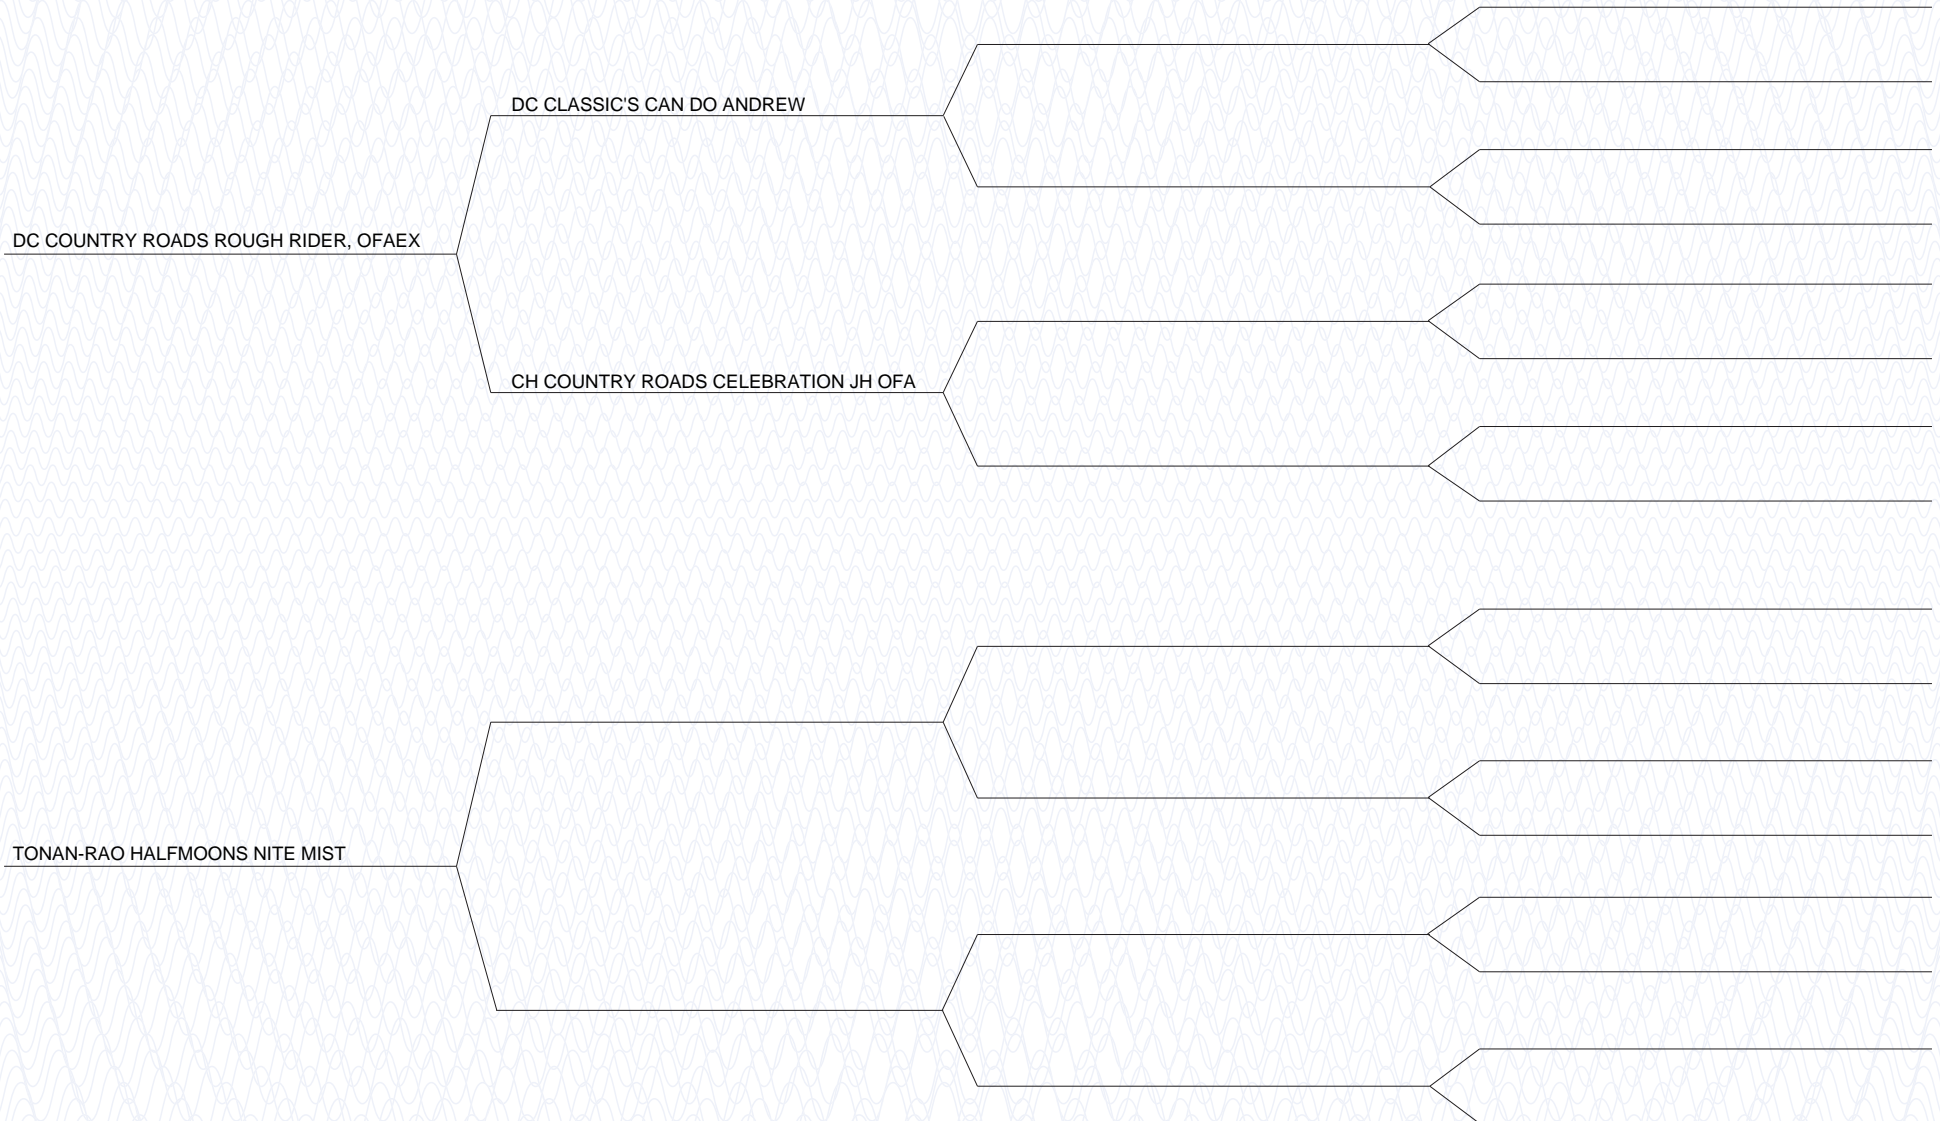 DC CLASSIC'S CAN DO ANDREW
DC COUNTRY ROADS ROUGH RIDER, OFAEX
CH COUNTRY ROADS CELEBRATION JH OFA
TONAN-RAO HALFMOONS NITE MIST